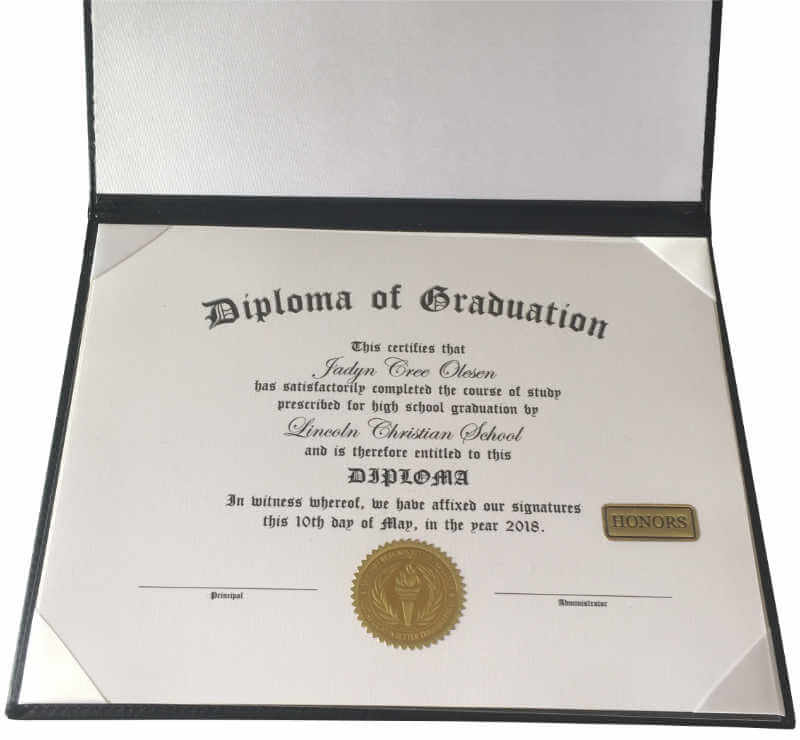 Diploma of Graduation
This certifies that
Jadyn Cree Olesen
has satisfactorily completed the course of study
prescribed for high school graduation by
Lincoln Christian School
and is therefore entitled to this
DIPLOMA
In witness whereof, we have affixed our signatures
this 10th day of May, in the year 2018.
HONORS
Principal
Administrator